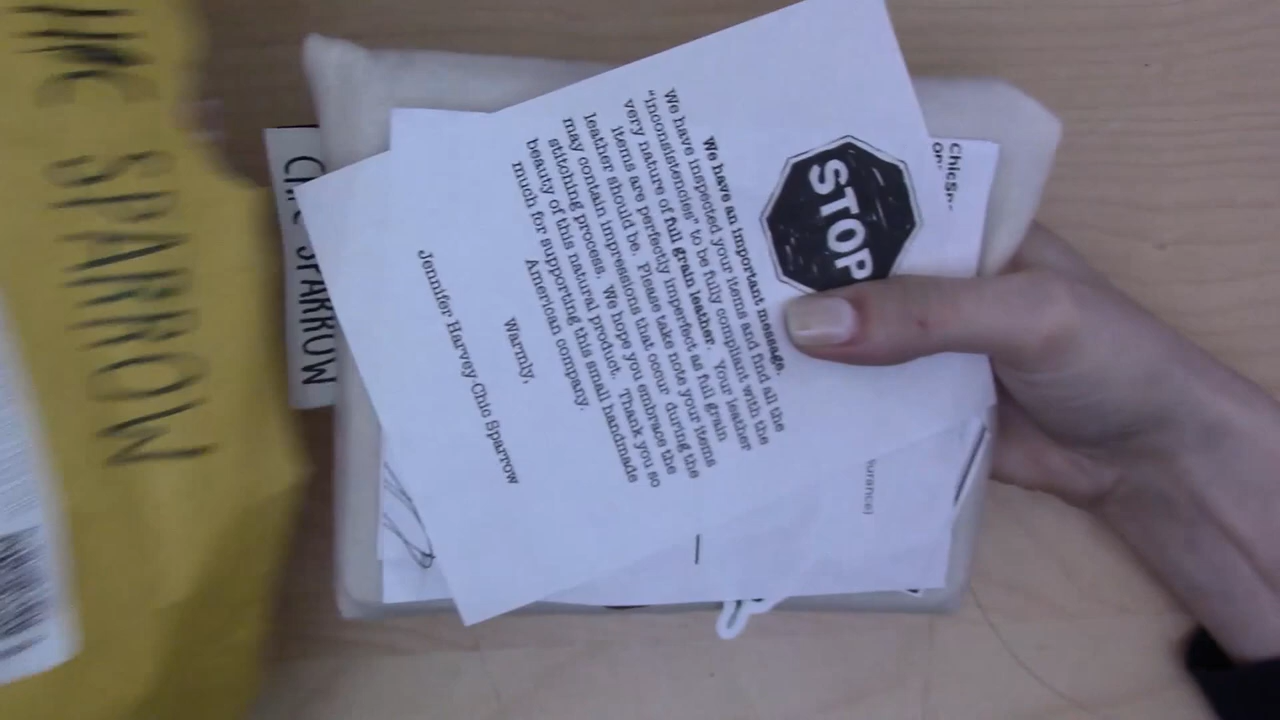 STOP
We have an important message.
We have inspected your items and find all the
"inconsistencies" to be fully compliant with the
very nature of full grain leather. Your leather
items are perfectly imperfect as full grain
leather should be. Please take note your items
may contain impressions that occur during the
stitching process. We hope you embrace the
beauty of this natural product. Thank you so
much for supporting this small handmade
American company.
Warmly,
Jennifer Harvey-Chic Sparrow
SPARROW
SPARROW
urance)